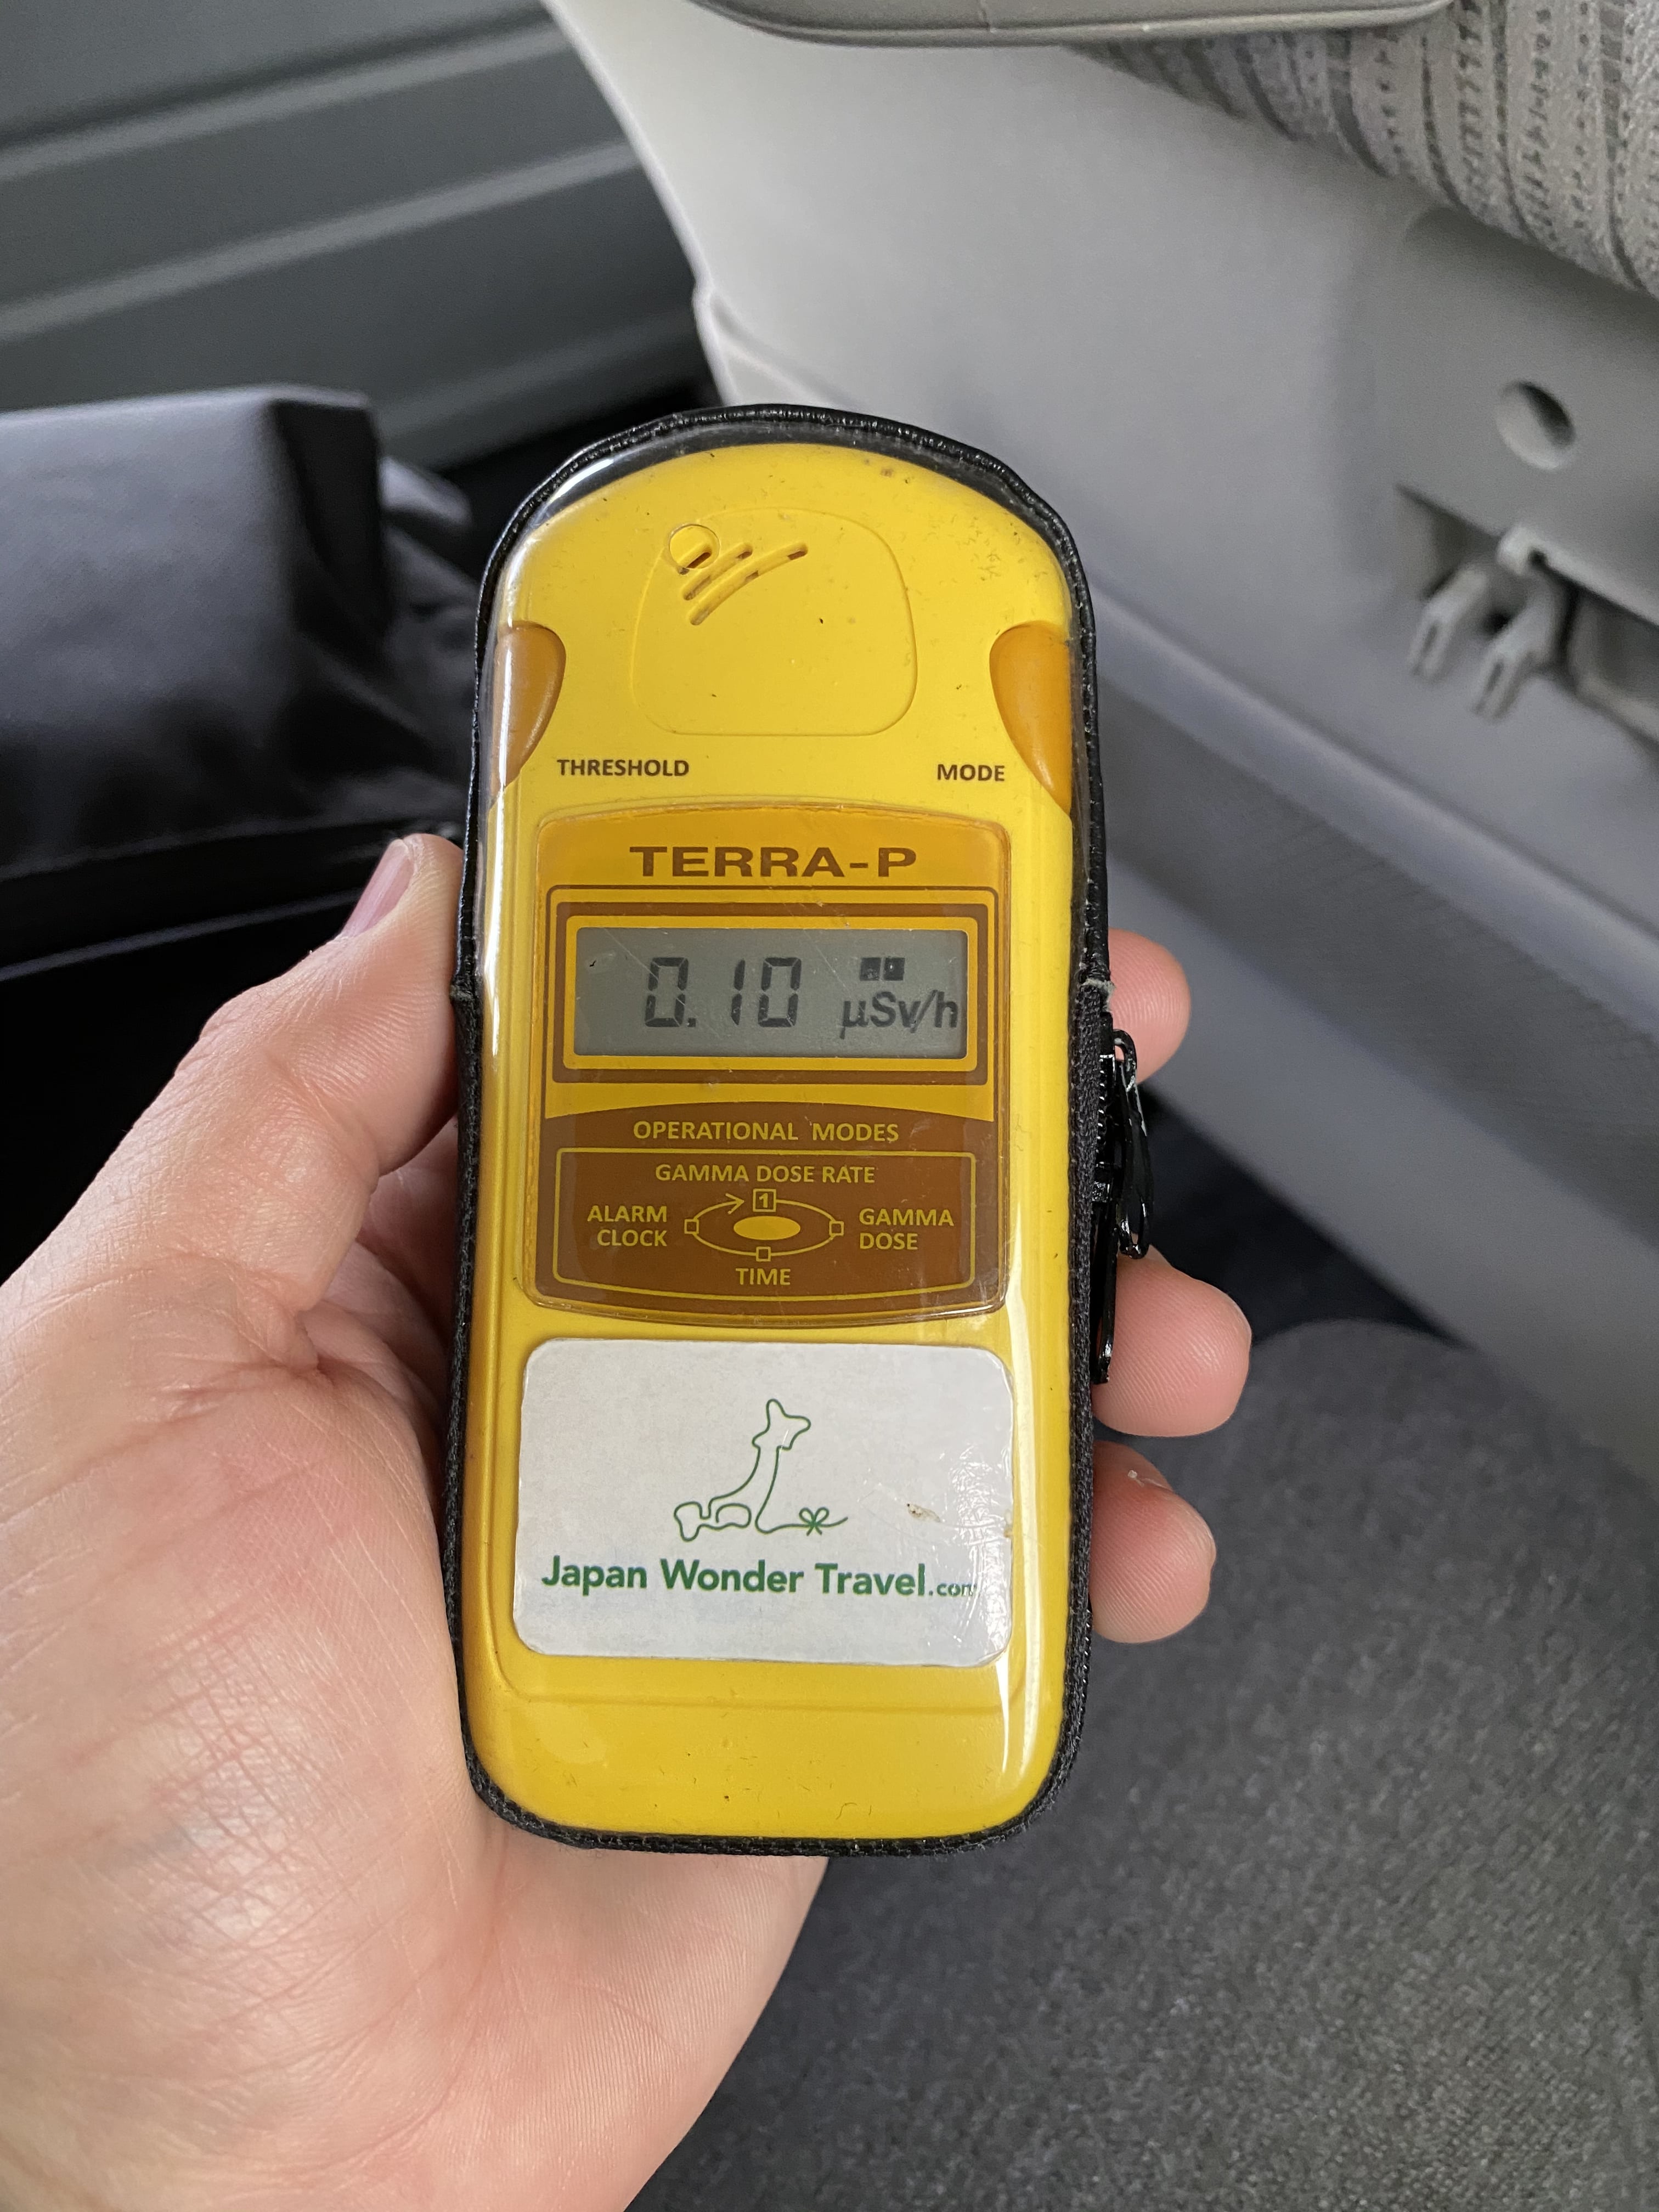 THRESHOLD MODE
TERRA-P
0.10 µSv/h
OPERATIONAL MODES
GAMMA DOSE RATE
1
ALARM CLOCK
GAMMA DOSE
TIME
Japan Wonder Travel.com